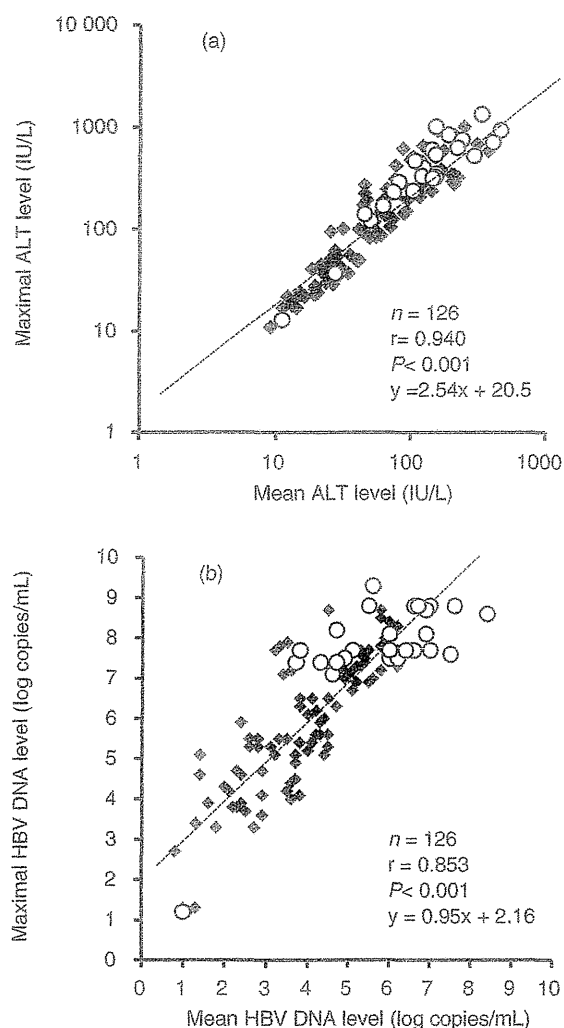 10 000
(a)
1000
100
10
1
Maximal ALT level (IU/L)
n = 126
r= 0.940
P< 0.001
y =2.54x + 20.5
1
10
100
1000
Mean ALT level (IU/L)
10
(b)
9
8
7
6
5
4
3
2
1
0
Maximal HBV DNA level (log copies/mL)
n = 126
r = 0.853
P< 0.001
y = 0.95x + 2.16
0 1 2 3 4 5 6 7 8 9 10
Mean HBV DNA level (log copies/mL)